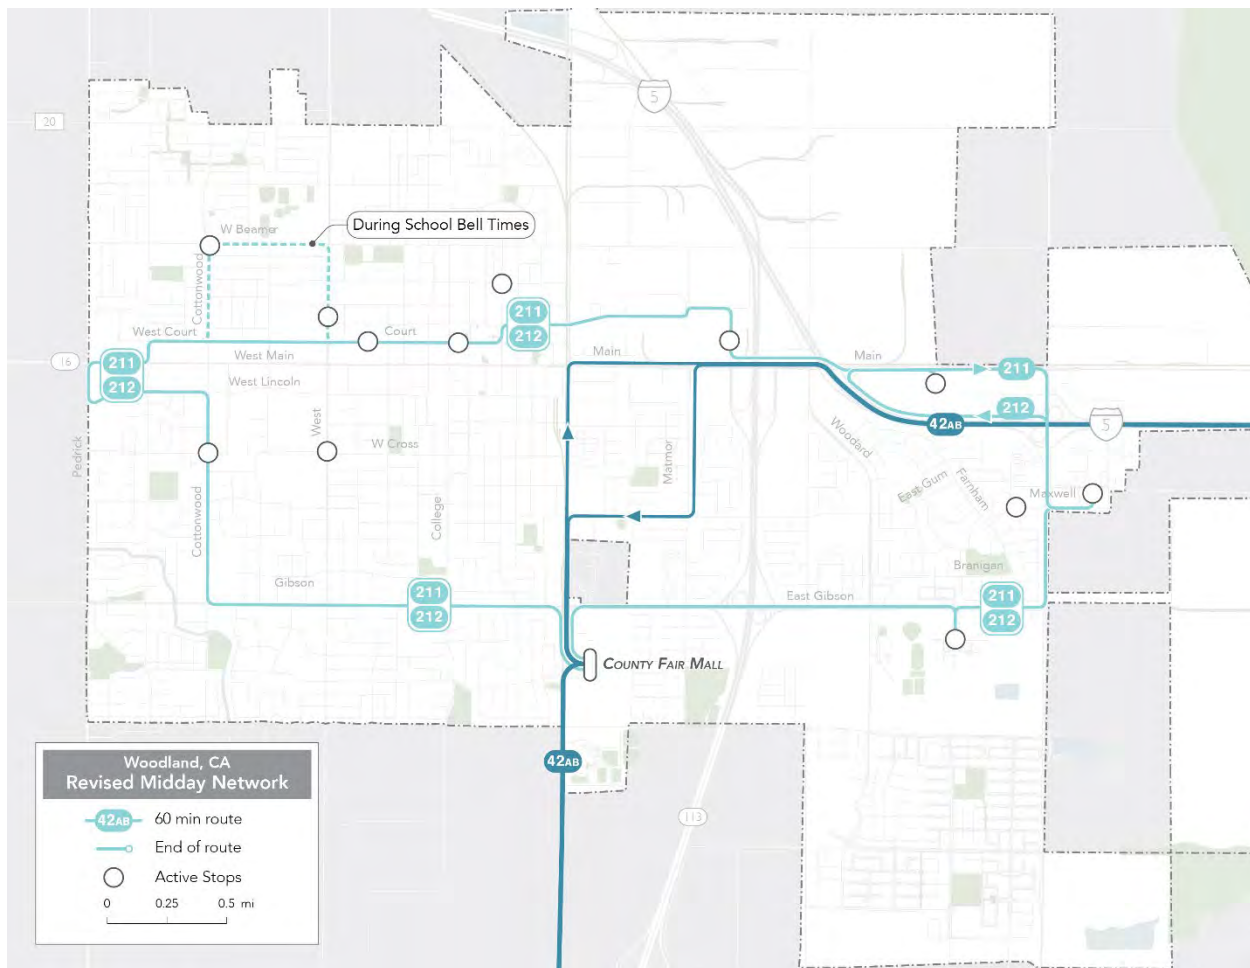 5
20
W Beamer
During School Bell Times
Cottonwood
211
212
West Court
Court
Main
Main
16
211
212
West Main
211
West Lincoln
212
42AB
5
Pedrick
West
W Cross
Matmor
Woodard
College
East Gum
Farnham
Maxwell
Cottonwood
Branigan
Gibson
211
212
East Gibson
211
212
COUNTY FAIR MALL
42AB
113
Woodland, CA
Revised Midday Network
42AB 60 min route
End of route
Active Stops
0 0.25 0.5 mi